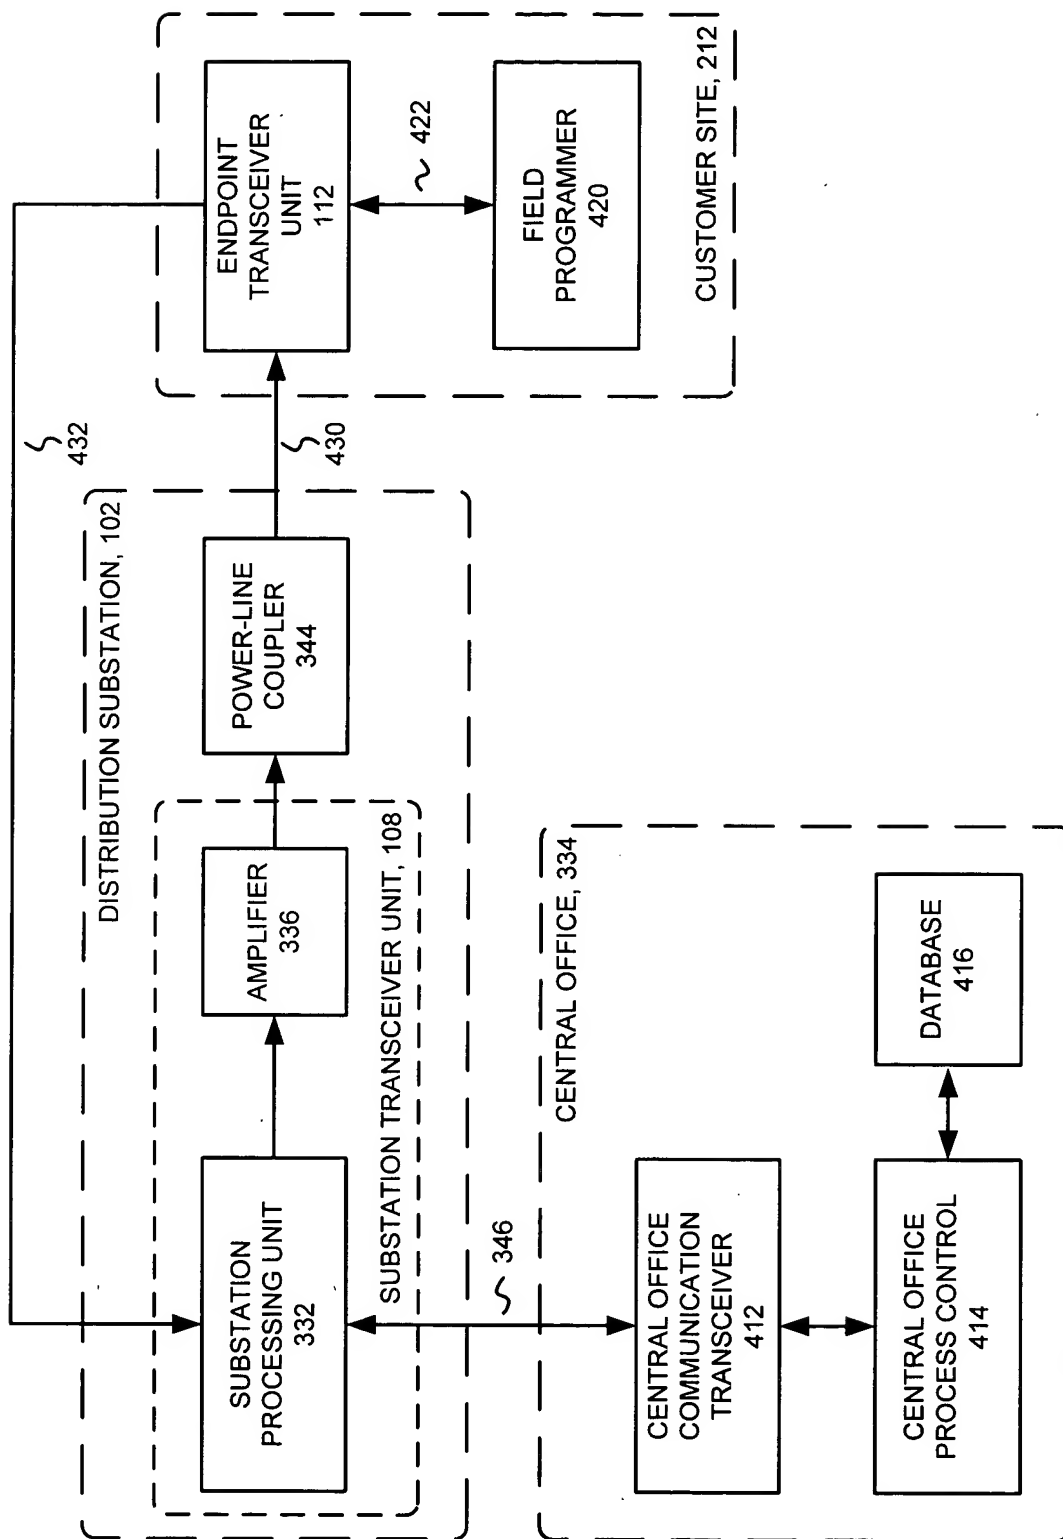 DISTRIBUTION SUBSTATION, 102
SUBSTATION
PROCESSING UNIT
332
AMPLIFIER
336
SUBSTATION TRANSCEIVER UNIT, 108
POWER-LINE
COUPLER
344
432
430
ENDPOINT
TRANSCEIVER
UNIT
112
422
FIELD
PROGRAMMER
420
CUSTOMER SITE, 212
346
CENTRAL OFFICE, 334
CENTRAL OFFICE
COMMUNICATION
TRANSCEIVER
412
CENTRAL OFFICE
PROCESS CONTROL
414
DATABASE
416